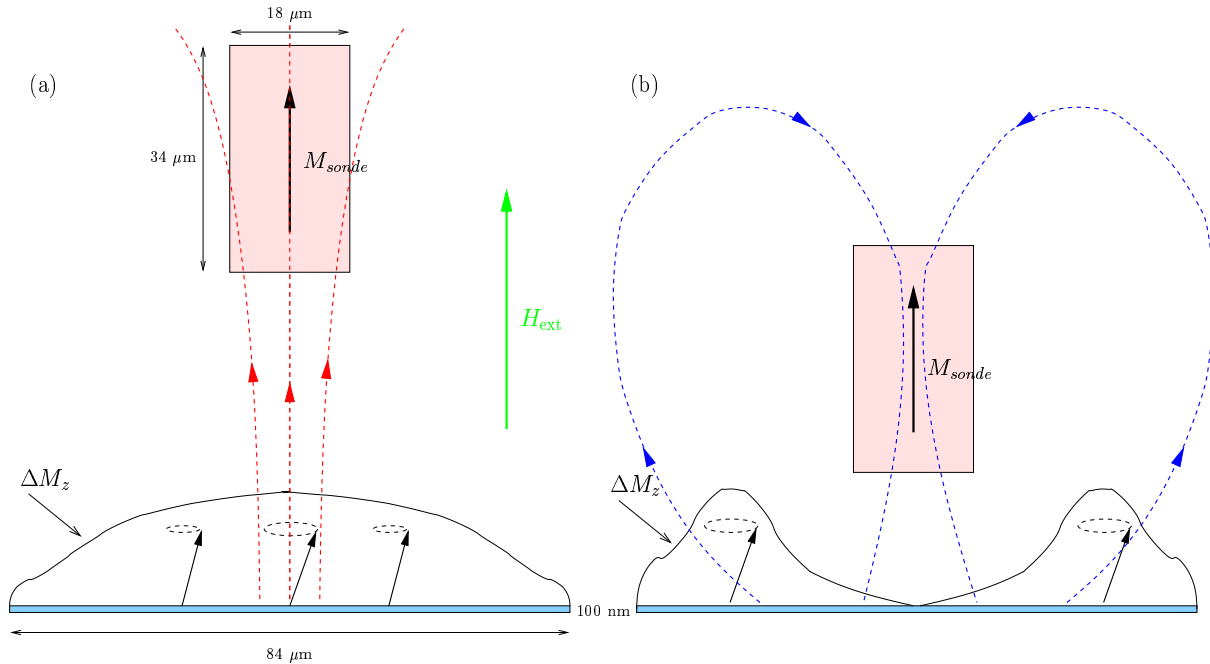 18 μm
(a)
34 μm
M_sonde
H_ext
ΔM_z
100 nm
84 μm
(b)
M_sonde
ΔM_z